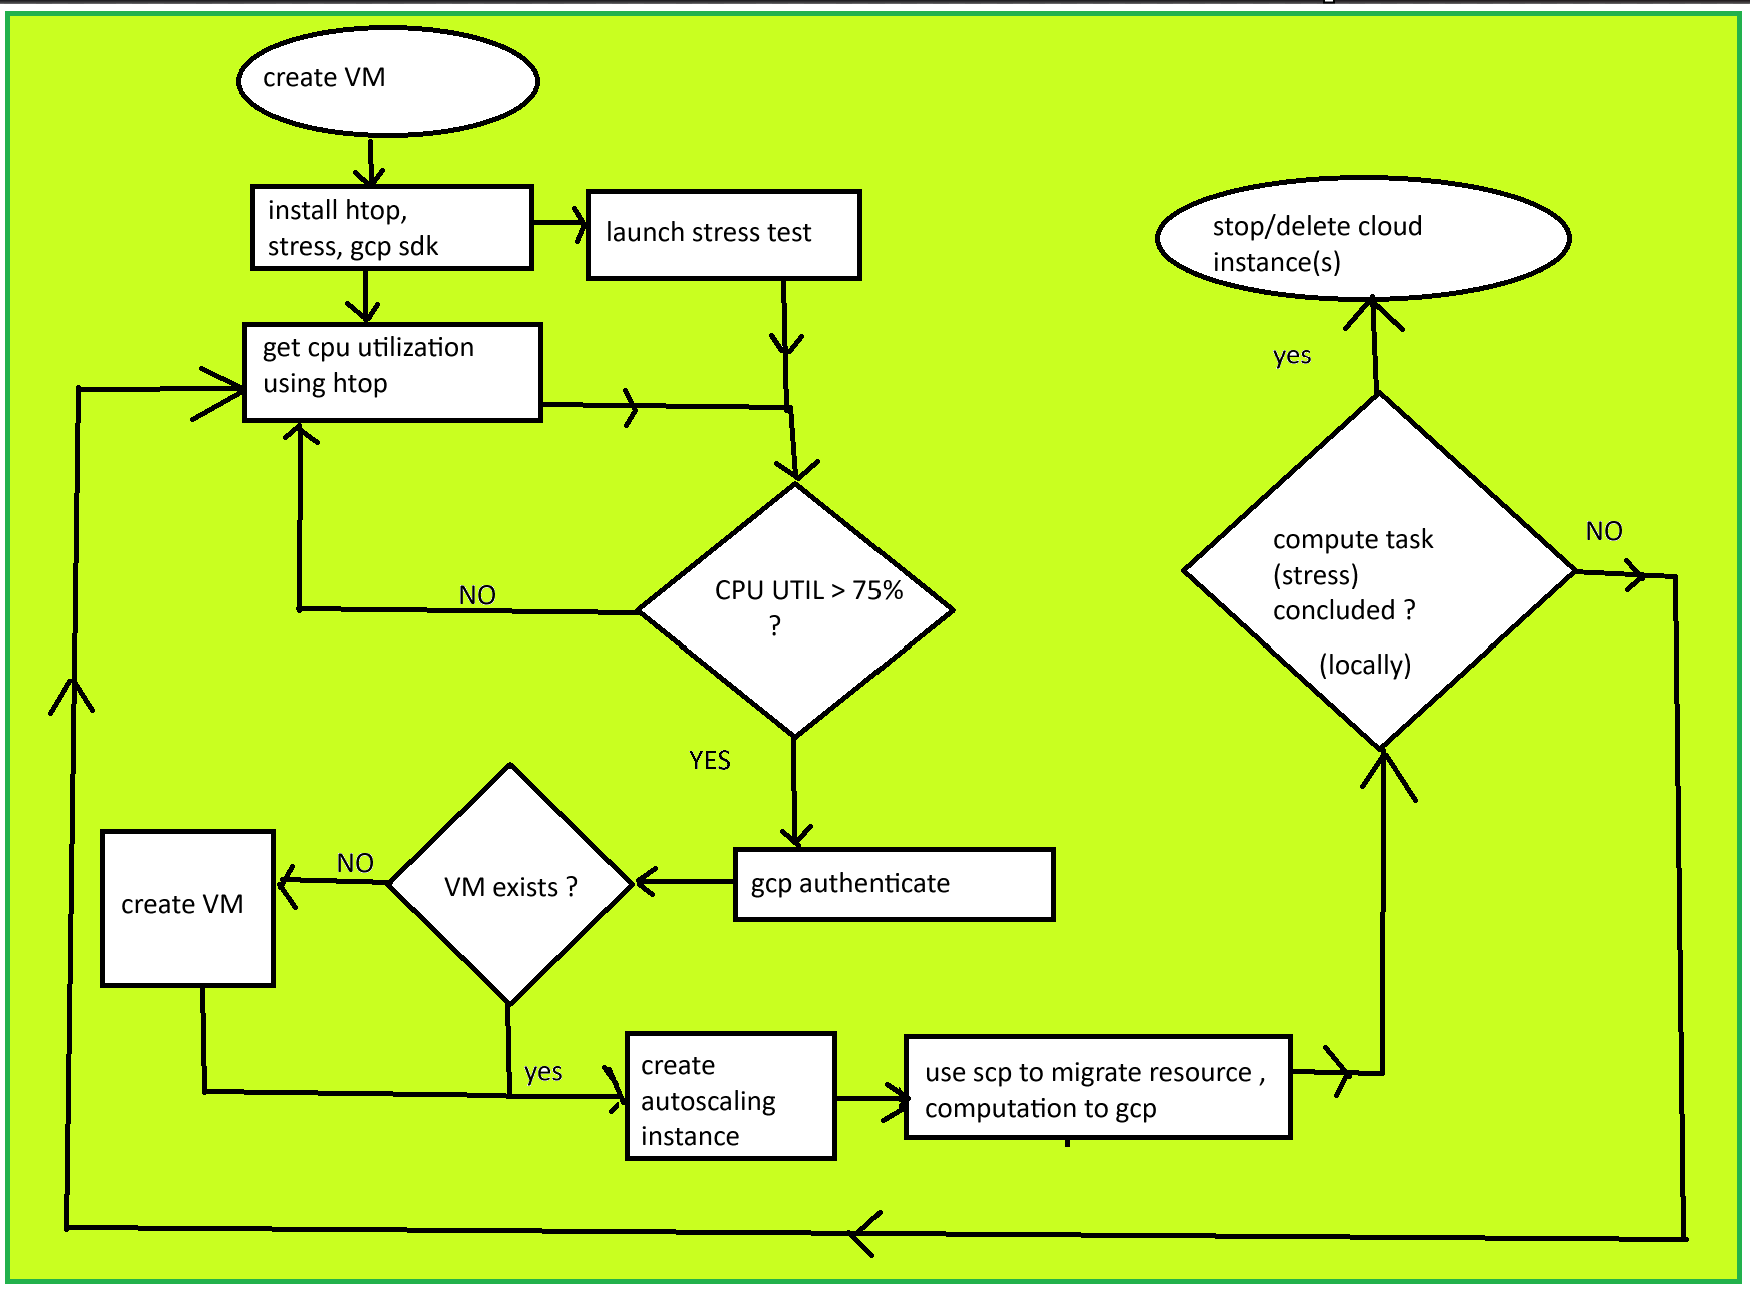 create VM
install htop,
stress, gcp sdk
launch stress test
get cpu utilization
using htop
CPU UTIL > 75%
?
NO
YES
gcp authenticate
VM exists ?
NO
create VM
yes
create
autoscaling
instance
use scp to migrate resource ,
computation to gcp
compute task
(stress)
concluded ?
(locally)
NO
yes
stop/delete cloud
instance(s)